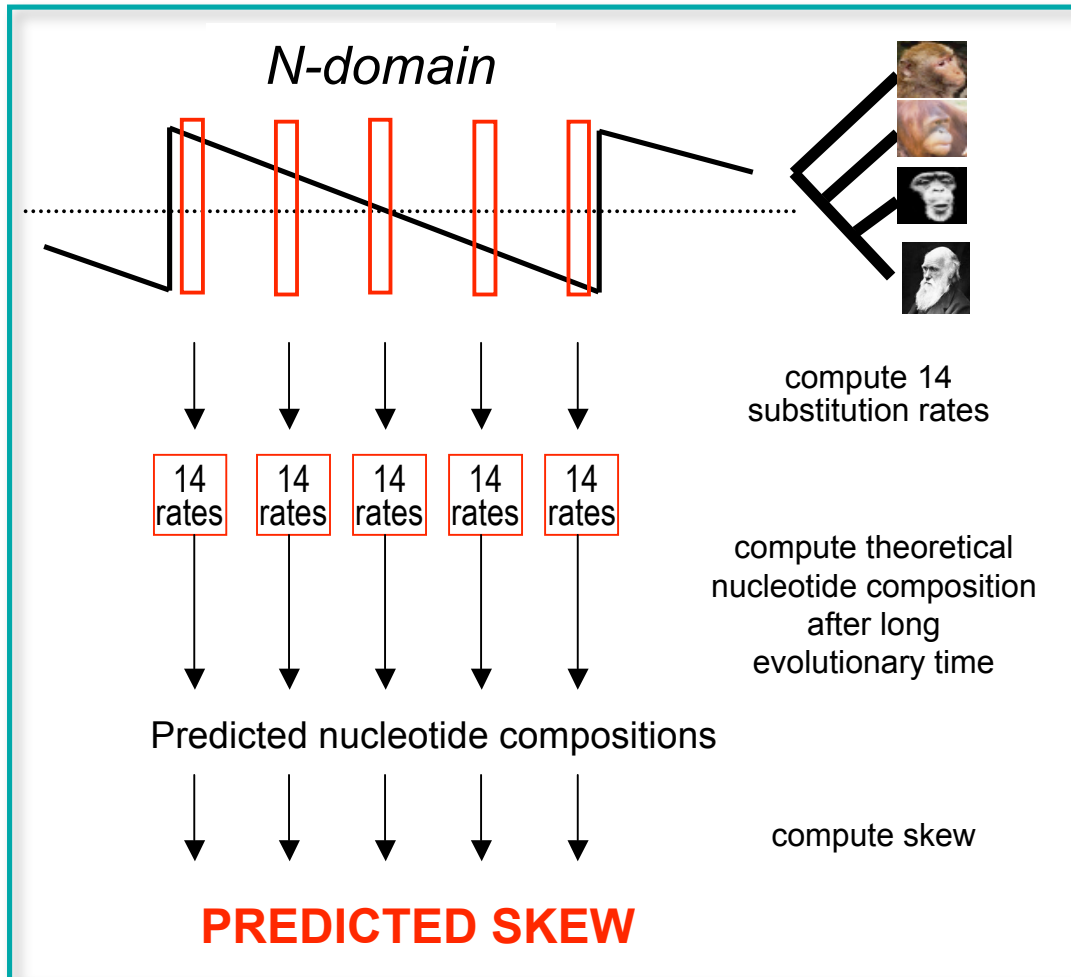 N-domain
compute 14
substitution rates
14 14 14 14 14
rates rates rates rates rates
compute theoretical
nucleotide composition
after long
evolutionary time
Predicted nucleotide compositions
compute skew
PREDICTED SKEW